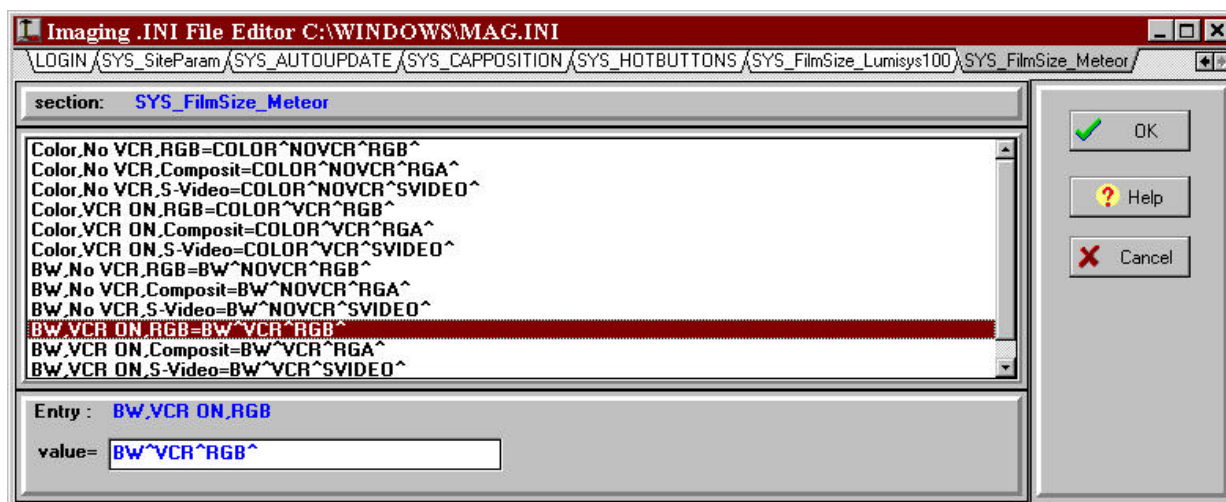 Imaging .INI File Editor C:\WINDOWS\MAG.INI
LOGIN SYS_SiteParam SYS_AUTOUPDATE SYS_CAPPOSITION SYS_HOTBUTTONS SYS_FilmSize_Lumisys100 SYS_FilmSize_Meteor
section: SYS_FilmSize_Meteor
Color,No VCR,RGB=COLOR^NOVCR^RGB^
Color,No VCR,Composit=COLOR^NOVCR^RGA^
Color,No VCR,S-Video=COLOR^NOVCR^SVIDEO^
Color,VCR ON,RGB=COLOR^VCR^RGB^
Color,VCR ON,Composit=COLOR^VCR^RGA^
Color,VCR ON,S-Video=COLOR^VCR^SVIDEO^
BW,No VCR,RGB=BW^NOVCR^RGB^
BW,No VCR,Composit=BW^NOVCR^RGA^
BW,No VCR,S-Video=BW^NOVCR^SVIDEO^
BW,VCR ON,RGB=BW^VCR^RGB^
BW,VCR ON,Composit=BW^VCR^RGA^
BW,VCR ON,S-Video=BW^VCR^SVIDEO^
Entry : BW,VCR ON,RGB
value= BW^VCR^RGB^
OK
Help
Cancel